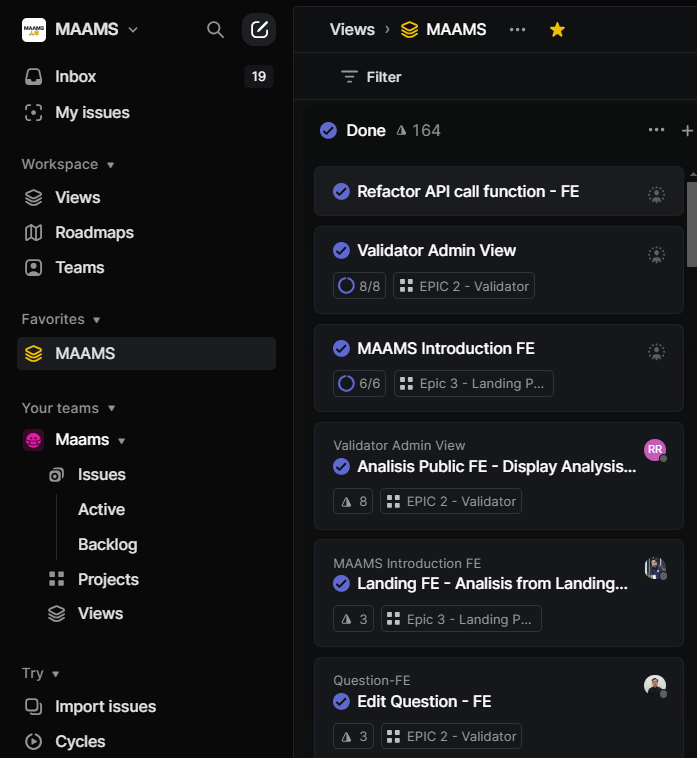 MAAMS
Inbox
19
My issues
Workspace
Views
Roadmaps
Teams
Favorites
MAAMS
Your teams
Maams
Issues
Active
Backlog
Projects
Views
Try
Import issues
Cycles
Views › MAAMS
Filter
Done 164
Refactor API call function - FE
Validator Admin View
8/8 EPIC 2 - Validator
MAAMS Introduction FE
6/6 Epic 3 - Landing P...
Validator Admin View
RR
Analisis Public FE - Display Analysis...
8 EPIC 2 - Validator
MAAMS Introduction FE
Landing FE - Analisis from Landing...
3 Epic 3 - Landing P...
Question-FE
Edit Question - FE
3 EPIC 2 - Validator